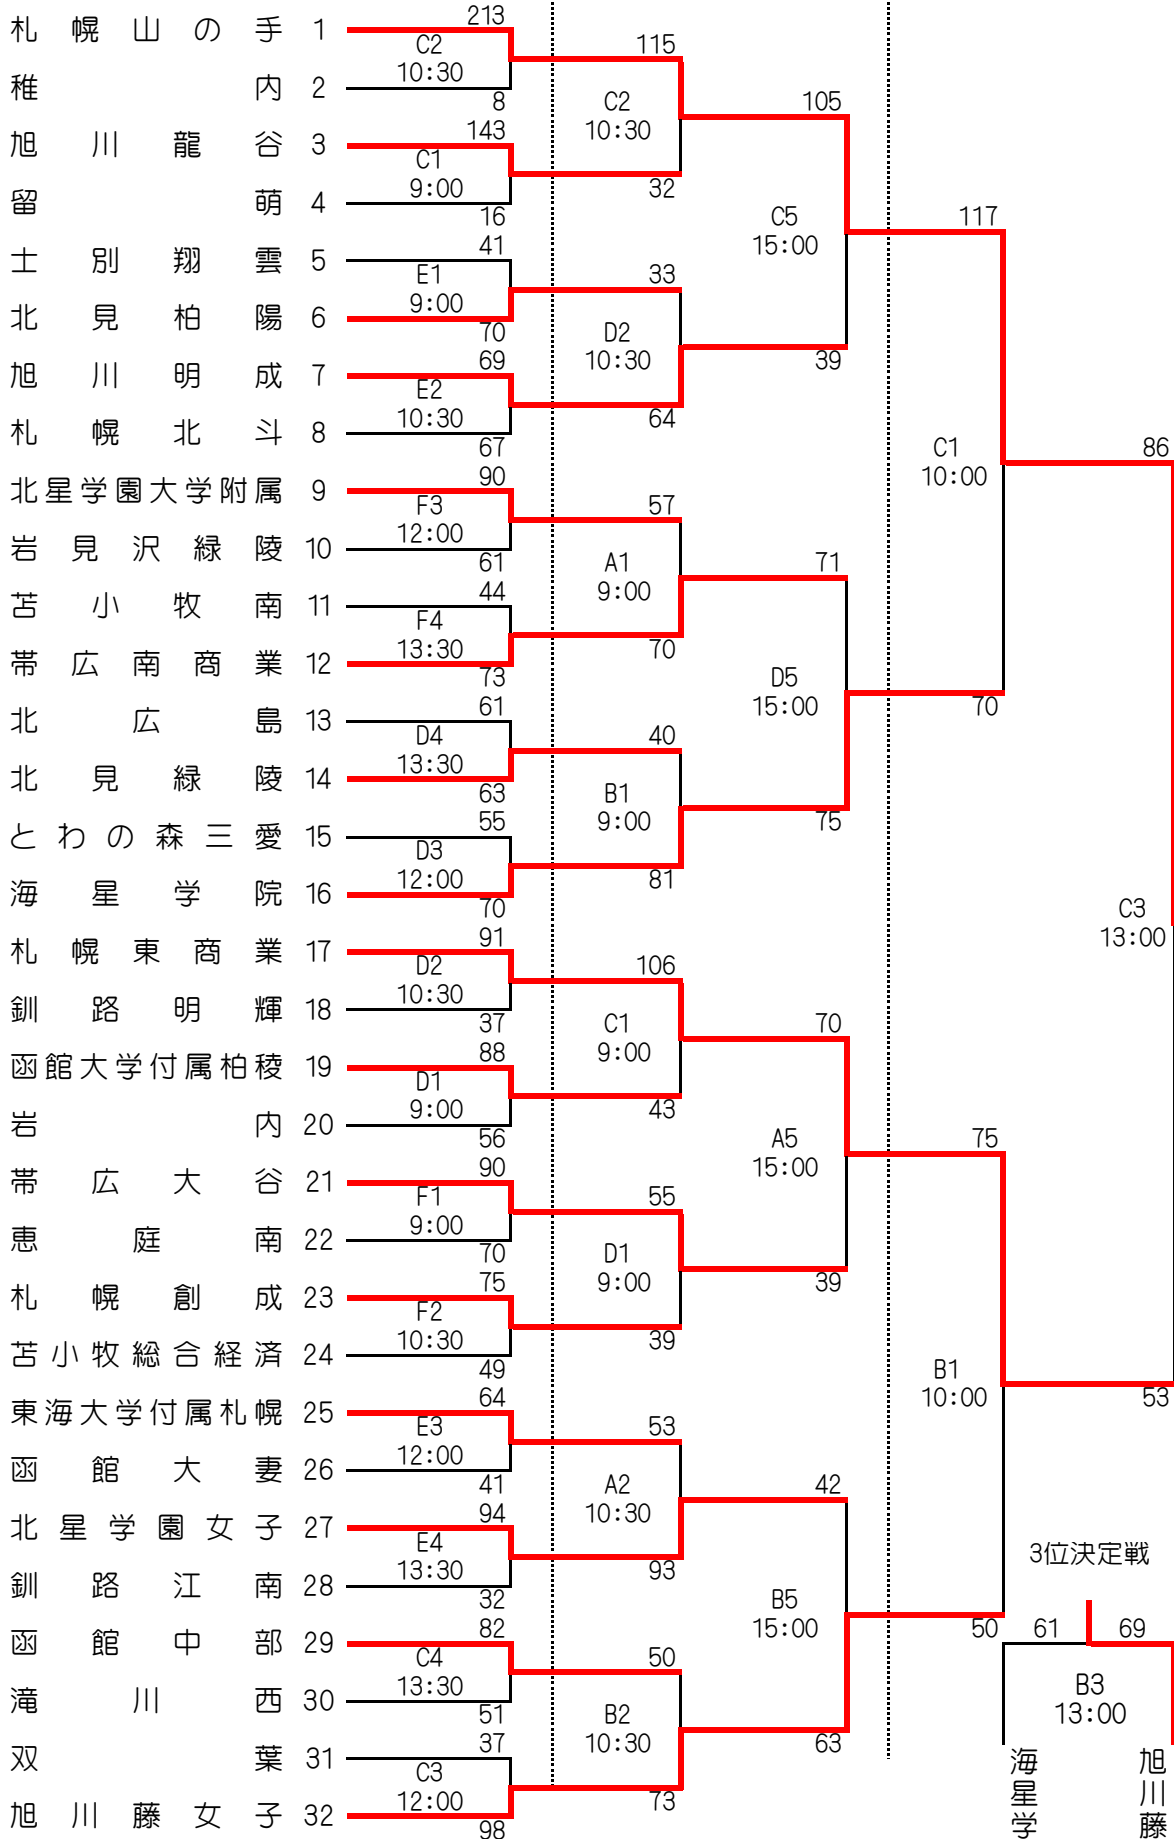 札幌山の手 1
213
C2
10:30
稚内 2
8
旭川龍谷 3
143
C1
9:00
留萌 4
16
士別翔雲 5
41
E1
9:00
北見柏陽 6
70
旭川明成 7
69
E2
10:30
札幌北斗 8
67
北星学園大学附属 9
90
F3
12:00
岩見沢緑陵 10
61
苫小牧南 11
44
F4
13:30
帯広南商業 12
73
北広島 13
61
D4
13:30
北見緑陵 14
63
とわの森三愛 15
55
D3
12:00
海星学院 16
70
札幌東商業 17
91
D2
10:30
釧路明輝 18
37
函館大学付属柏稜 19
88
D1
9:00
岩内 20
56
帯広大谷 21
90
F1
9:00
恵庭南 22
70
札幌創成 23
75
F2
10:30
苫小牧総合経済 24
49
東海大学付属札幌 25
64
E3
12:00
函館大妻 26
41
北星学園女子 27
94
E4
13:30
釧路江南 28
32
函館中部 29
82
C4
13:30
滝川西 30
51
双葉 31
37
C3
12:00
旭川藤女子 32
98
115
C2
10:30
32
33
D2
10:30
64
57
A1
9:00
70
40
B1
9:00
81
106
C1
9:00
43
55
D1
9:00
39
53
A2
10:30
93
50
B2
10:30
73
105
C5
15:00
39
71
D5
15:00
75
70
A5
15:00
39
42
B5
15:00
63
117
C1
10:00
70
75
B1
10:00
50
86
C3
13:00
53
3位決定戦
61 69
B3
13:00
海星学
旭川藤